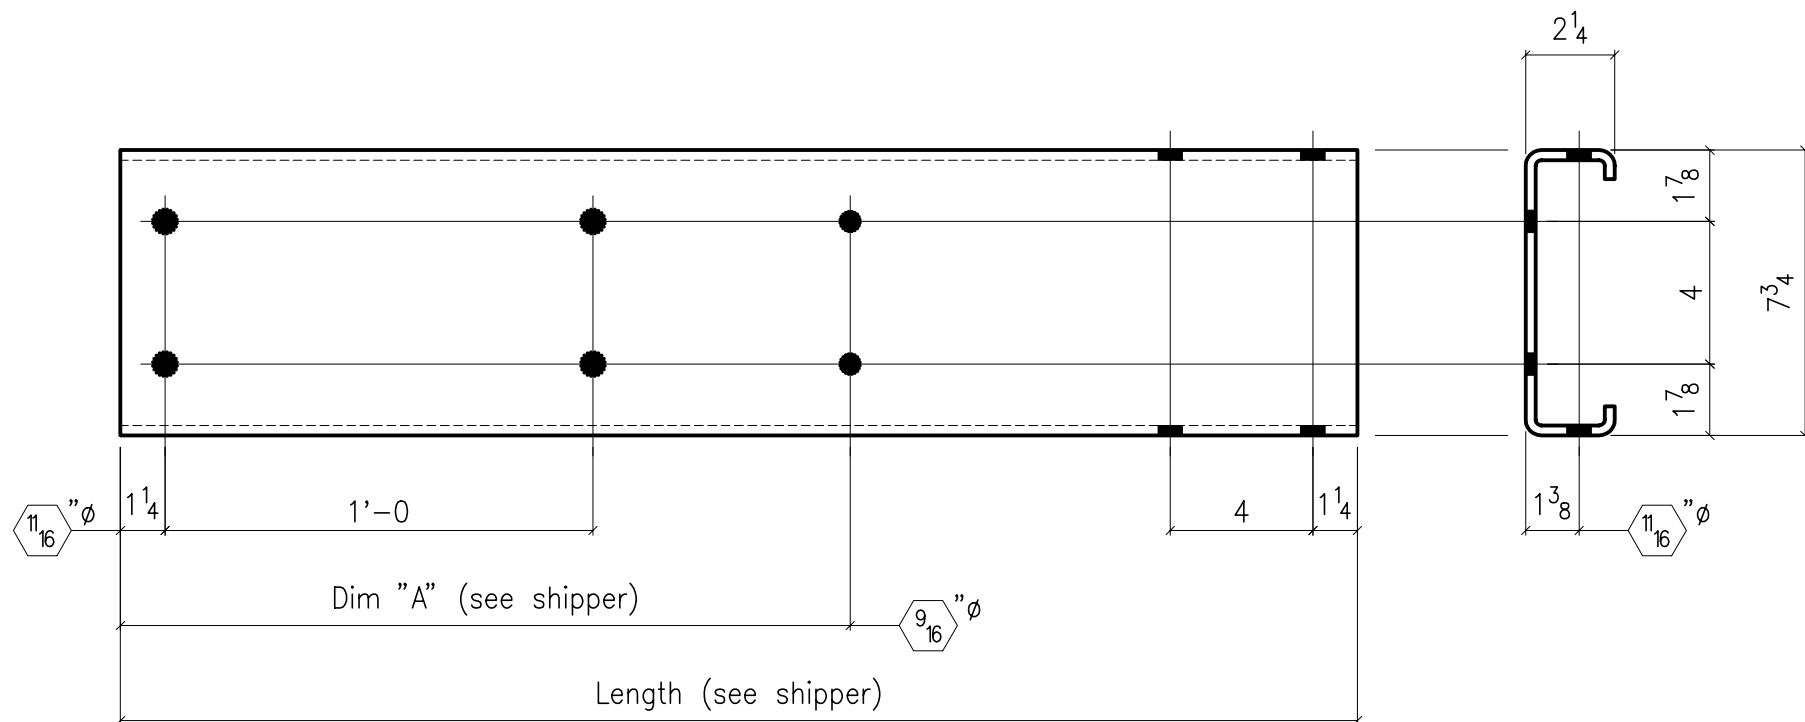 2 1/4
1 7/8
4
7 3/4
1 7/8
11/16 "ø
1 1/4
1'-0
4
1 1/4
1 3/8
11/16 "ø
Dim "A" (see shipper)
9/16 "ø
Length (see shipper)